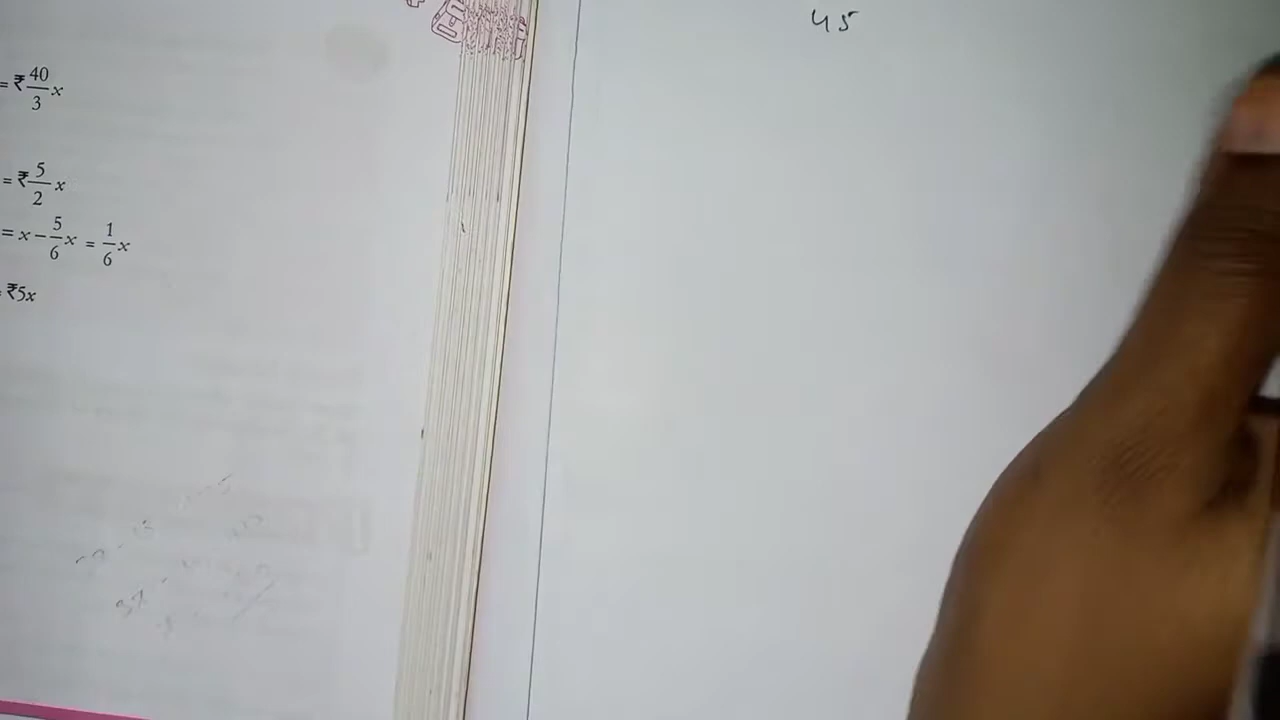 45
= ₹40/3 x
= ₹5/2 x
= x − 5/6 x = 1/6 x
₹5x